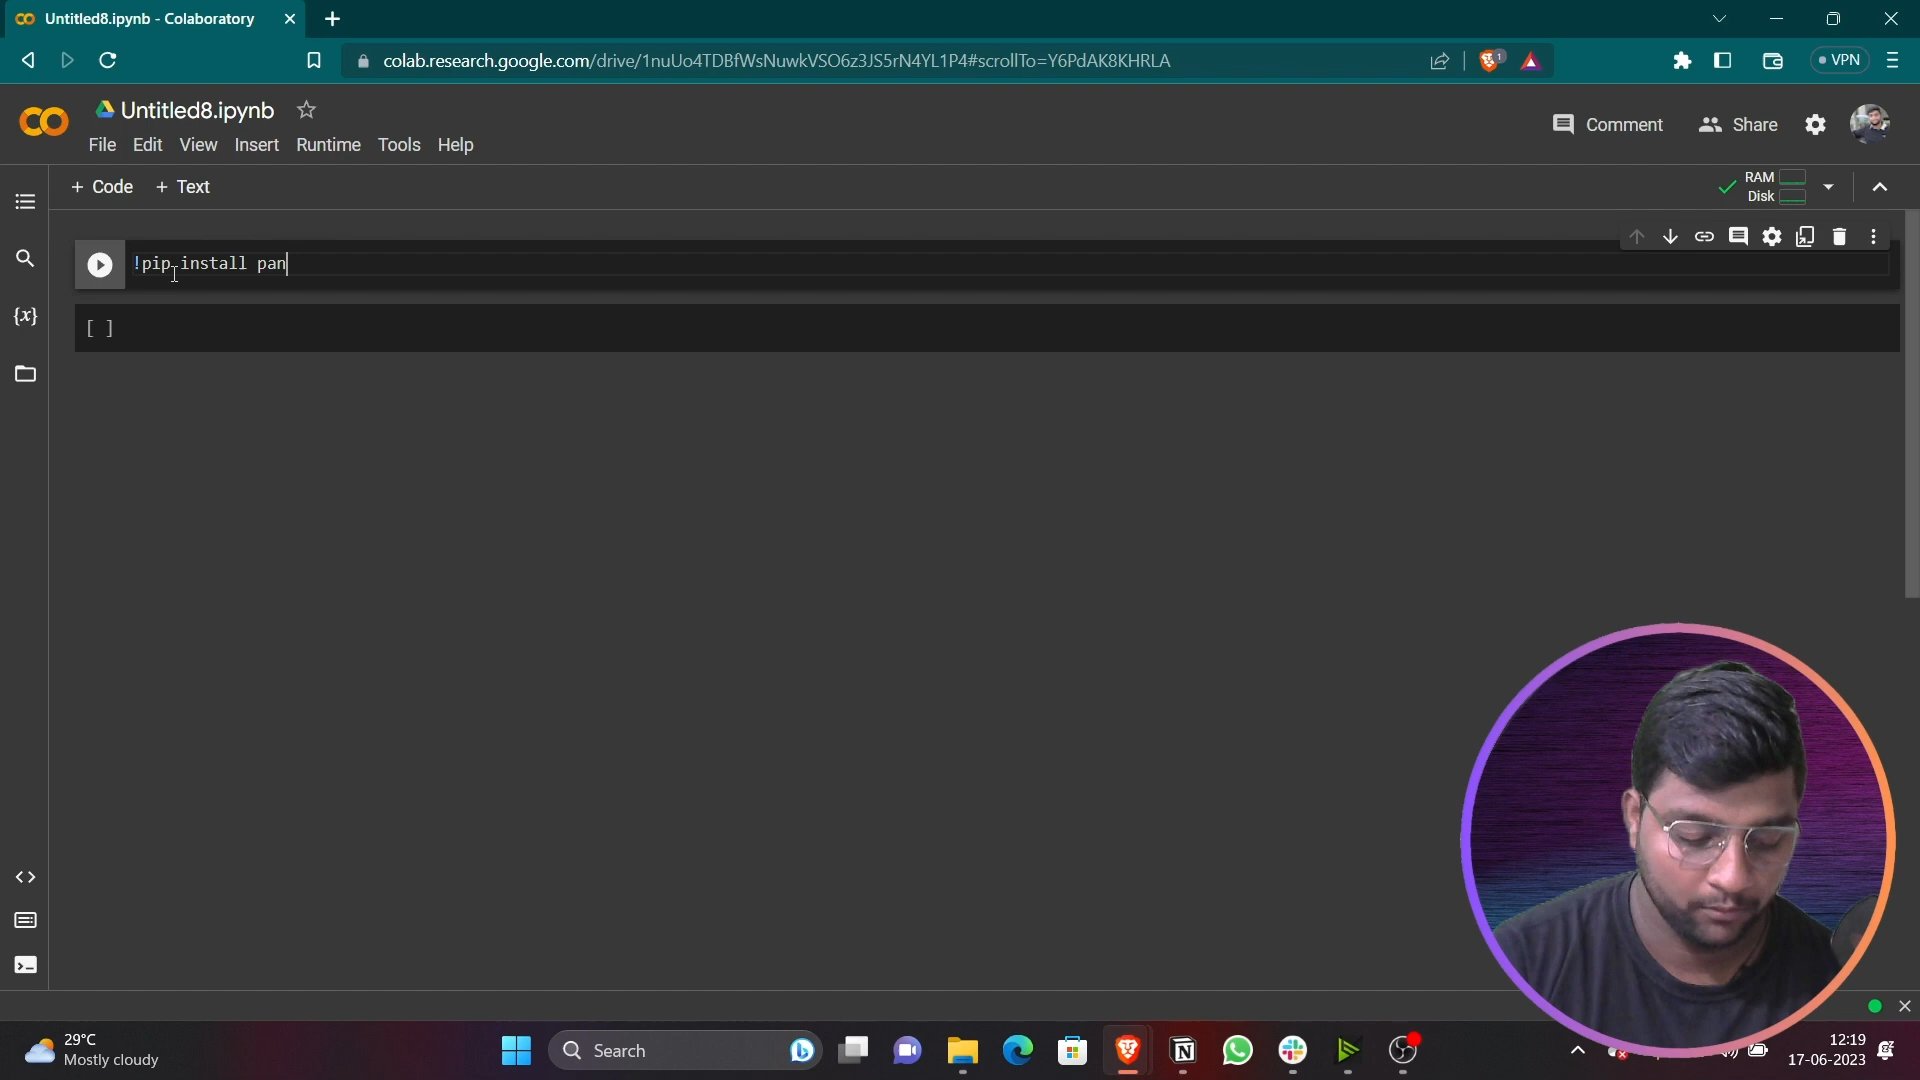 Untitled8.ipynb - Colaboratory
colab.research.google.com/drive/1nuUo4TDBfWsNuwkVSO6z3JS5rN4YL1P4#scrollTo=Y6PdAK8KHRLA
1
VPN
Untitled8.ipynb
File Edit View Insert Runtime Tools Help
Comment
Share
+ Code + Text
RAM
Disk
!pip install pan
{x}
[ ]
29°C
Mostly cloudy
Search
12:19
17-06-2023